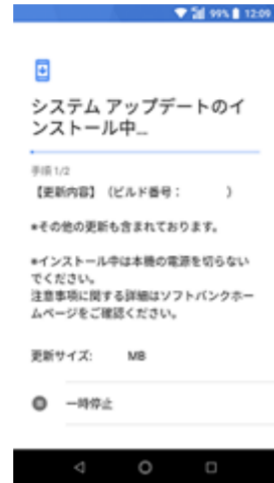 99% 12:09
システム アップデートのイ
ンストール中...
手順 1/2
【更新内容】（ビルド番号：　　　）
*その他の更新も含まれております。
*インストール中は本機の電源を切らない
でください。
注意事項に関する詳細はソフトバンクホー
ムページをご確認ください。
更新サイズ:　　MB
一時停止